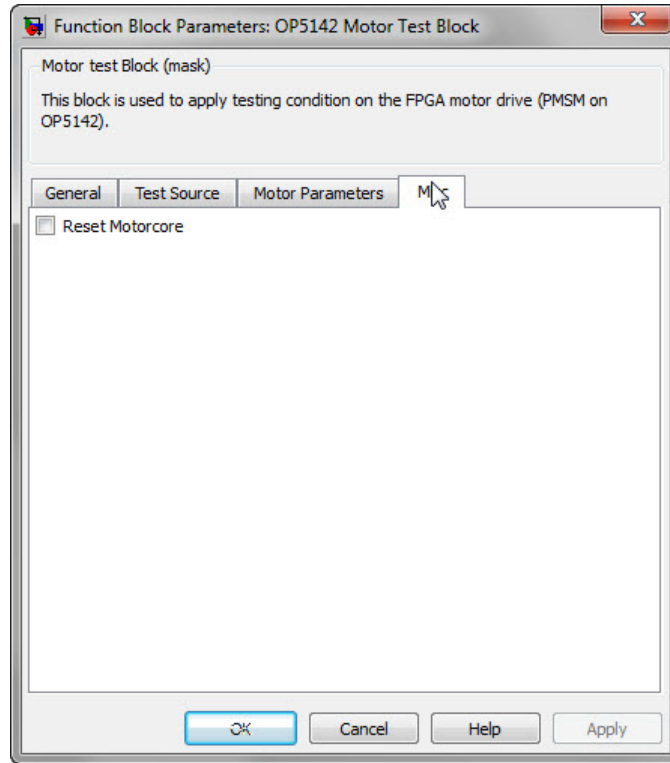 Function Block Parameters: OP5142 Motor Test Block
Motor test Block (mask)
This block is used to apply testing condition on the FPGA motor drive (PMSM on
OP5142).
General
Test Source
Motor Parameters
Reset Motorcore
OK
Cancel
Help
Apply